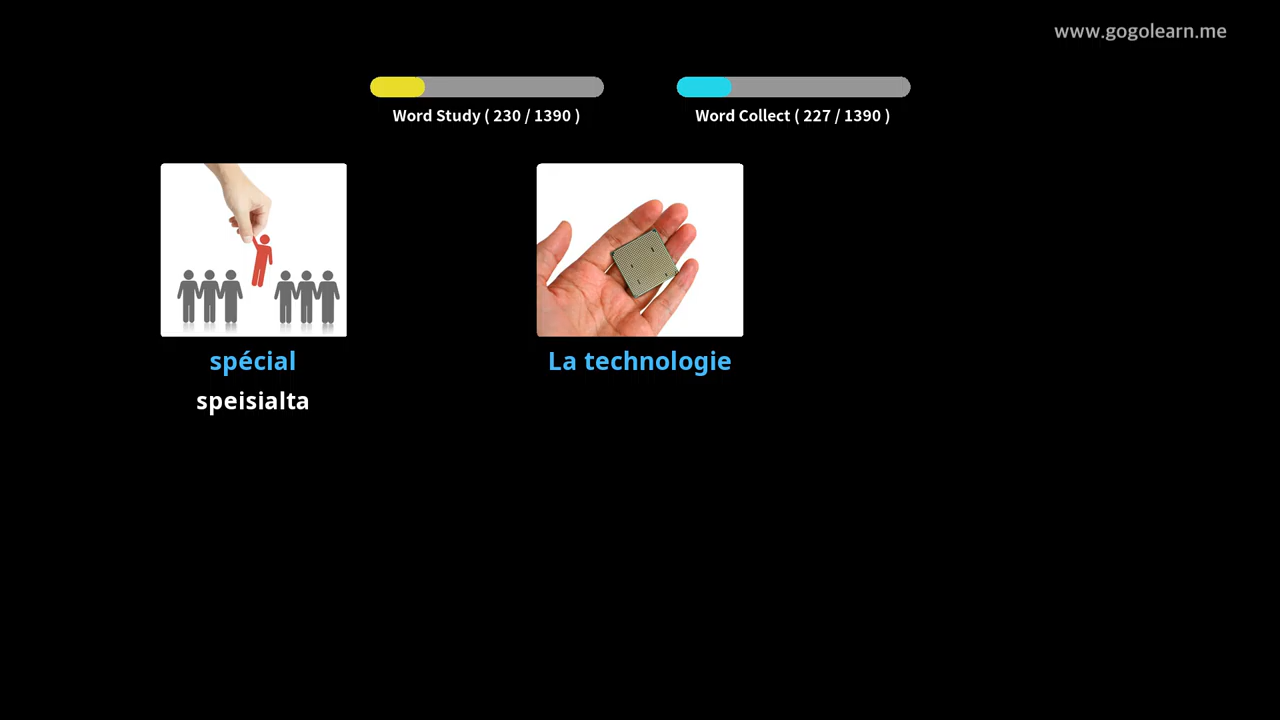 www.gogolearn.me
Word Study ( 230 / 1390 )
Word Collect ( 227 / 1390 )
spécial
speisialta
La technologie